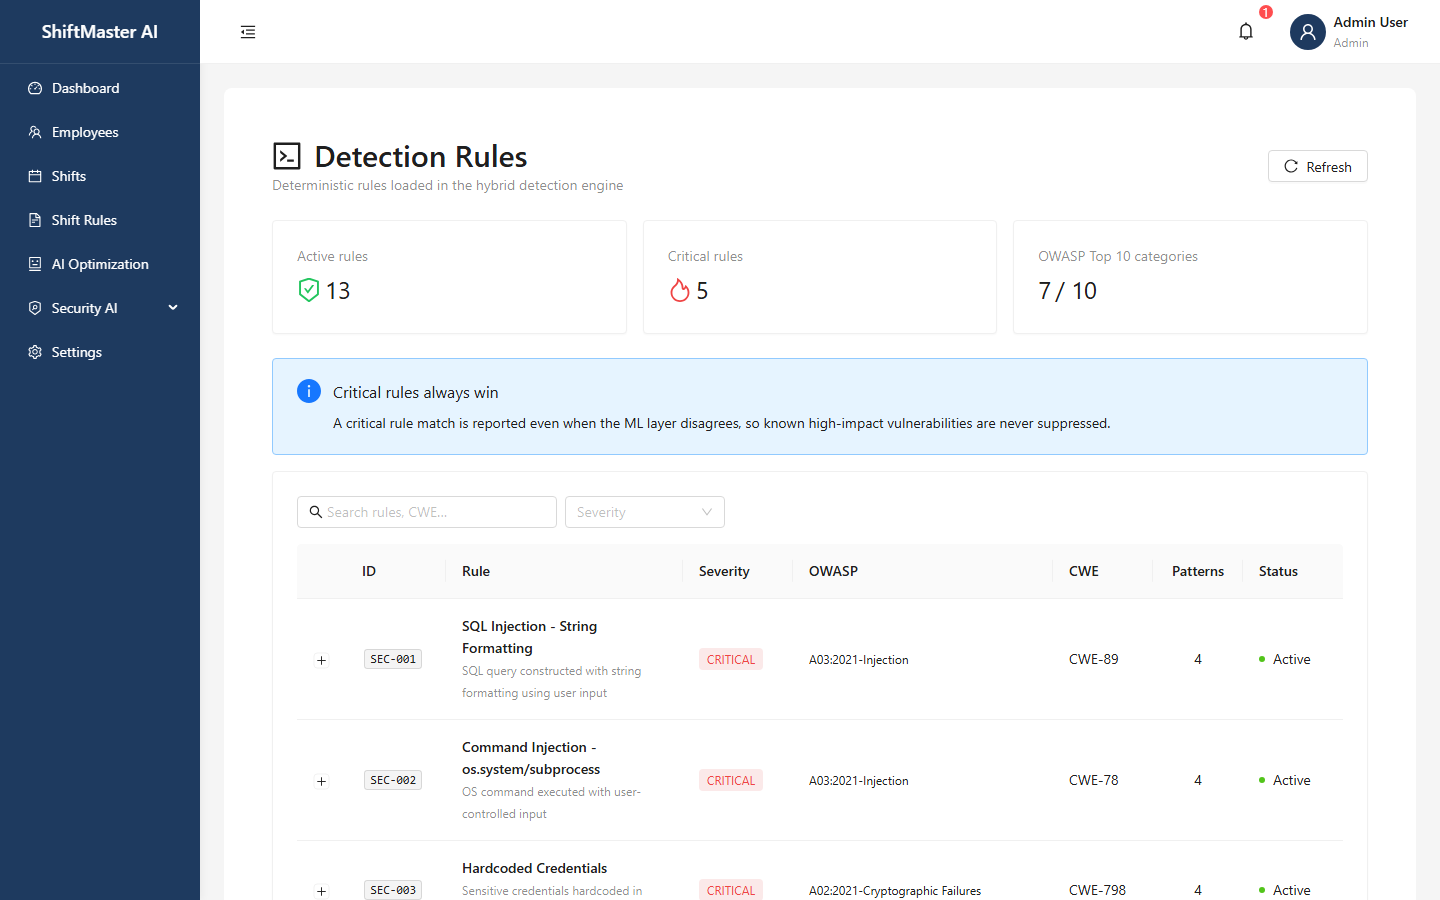 ShiftMaster AI
1
Admin User
Admin
Dashboard
Employees
Shifts
Shift Rules
AI Optimization
Security AI
Settings
Detection Rules
Deterministic rules loaded in the hybrid detection engine
Refresh
Active rules
13
Critical rules
5
OWASP Top 10 categories
7 / 10
Critical rules always win
A critical rule match is reported even when the ML layer disagrees, so known high-impact vulnerabilities are never suppressed.
Search rules, CWE...
Severity
ID Rule Severity OWASP CWE Patterns Status
SQL Injection - String
Formatting
SQL query constructed with string
formatting using user input
SEC-001 CRITICAL A03:2021-Injection CWE-89 4 Active
Command Injection -
os.system/subprocess
OS command executed with user-
controlled input
SEC-002 CRITICAL A03:2021-Injection CWE-78 4 Active
Hardcoded Credentials
Sensitive credentials hardcoded in
SEC-003 CRITICAL A02:2021-Cryptographic Failures CWE-798 4 Active